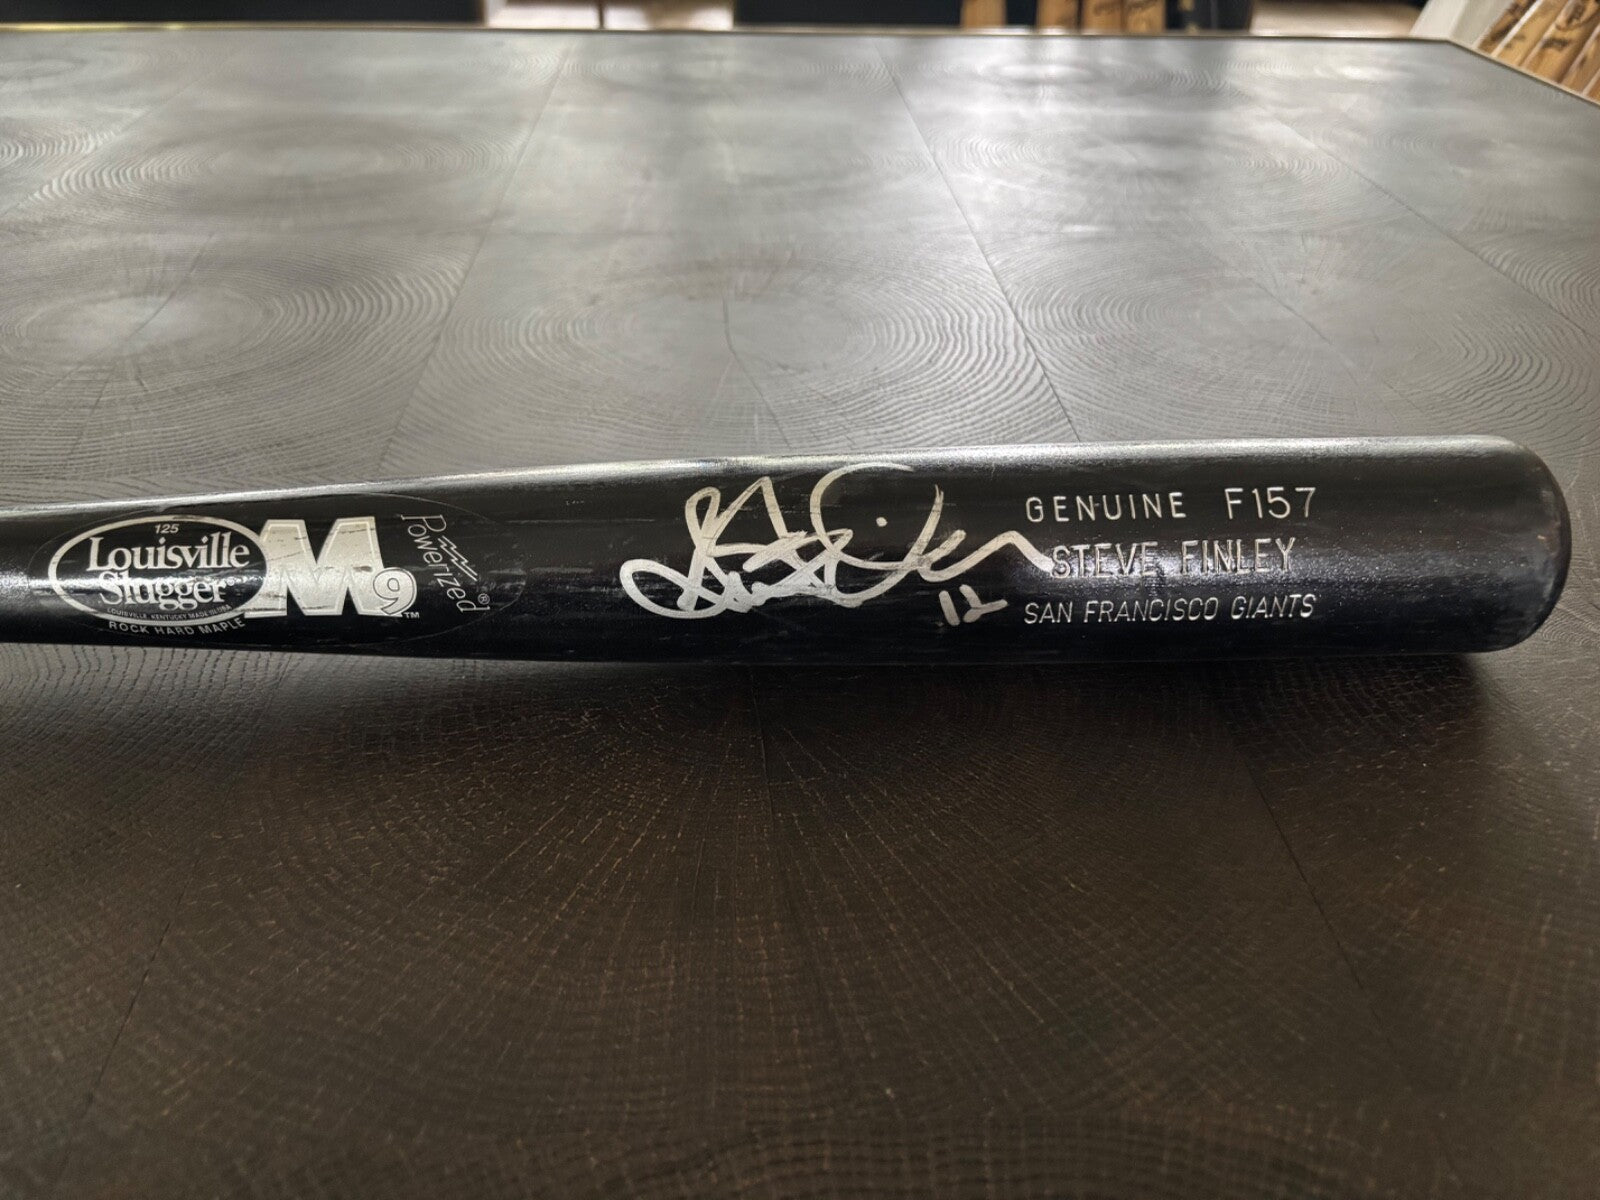 125
Louisville
Slugger®
LOUISVILLE, KENTUCKY MADE IN USA
ROCK HARD MAPLE
M9™
Powerized®
12
GENUINE F157
STEVE FINLEY
SAN FRANCISCO GIANTS